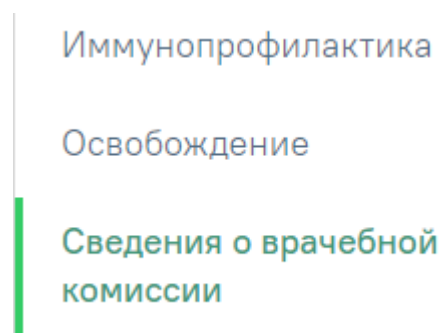 Иммунопрофилактика
Освобождение
Сведения о врачебной
комиссии